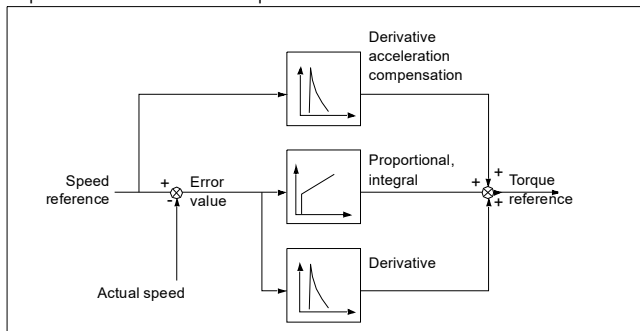 Derivative
acceleration
compensation
Speed
reference
+
-
Error
value
Proportional,
integral
+
+
+
Torque
reference
Derivative
Actual speed